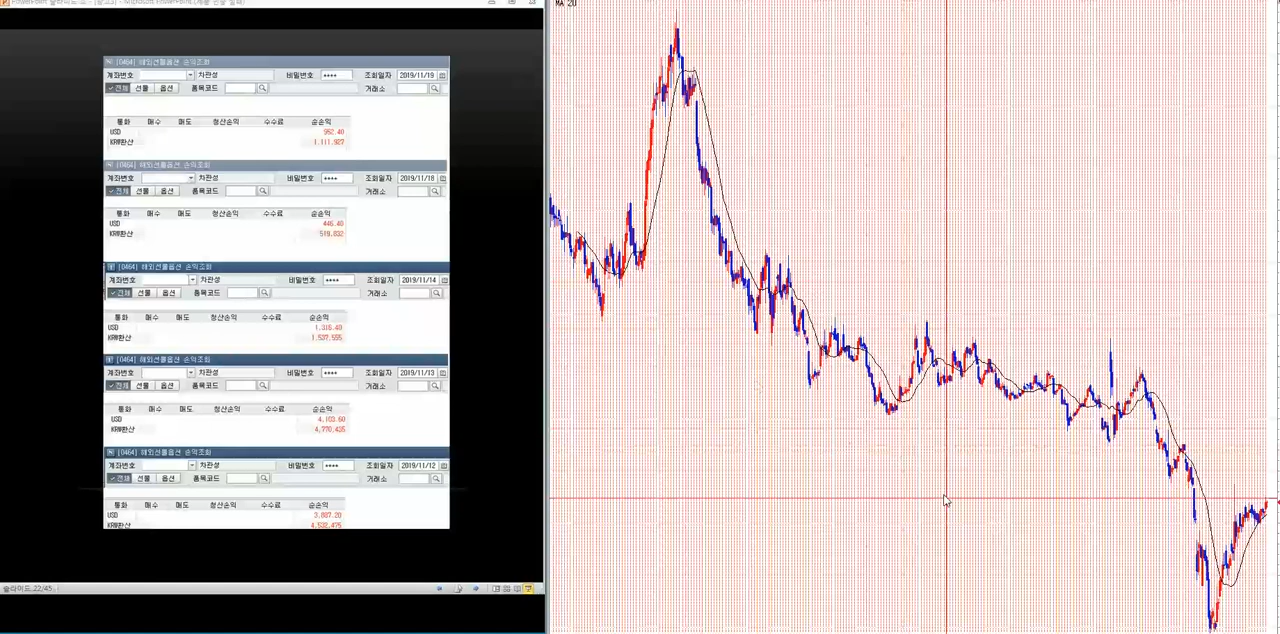 [0464] 해외선물옵션 손익조회
계좌번호 차관성 비밀번호 **** 조회일자 2019/11/19
전체 선물 옵션 품목코드 거래소
통화 매수 매도 청산손익 수수료 순손익
USD 952.40
KRW환산 1,111,927
[0464] 해외선물옵션 손익조회
계좌번호 차관성 비밀번호 **** 조회일자 2019/11/18
전체 선물 옵션 품목코드 거래소
통화 매수 매도 청산손익 수수료 순손익
USD 446.40
KRW환산 519,832
[0464] 해외선물옵션 손익조회
계좌번호 차관성 비밀번호 **** 조회일자 2019/11/14
전체 선물 옵션 품목코드 거래소
통화 매수 매도 청산손익 수수료 순손익
USD 1,316.40
KRW환산 1,537,555
[0464] 해외선물옵션 손익조회
계좌번호 차관성 비밀번호 **** 조회일자 2019/11/13
전체 선물 옵션 품목코드 거래소
통화 매수 매도 청산손익 수수료 순손익
USD
KRW환산
[0464] 해외선물옵션 손익조회
계좌번호 차관성 비밀번호 **** 조회일자 2019/11/12
전체 선물 옵션 품목코드 거래소
통화 매수 매도 청산손익 수수료 순손익
USD
KRW환산 4,532,475
슬라이드 22/45
MA 20